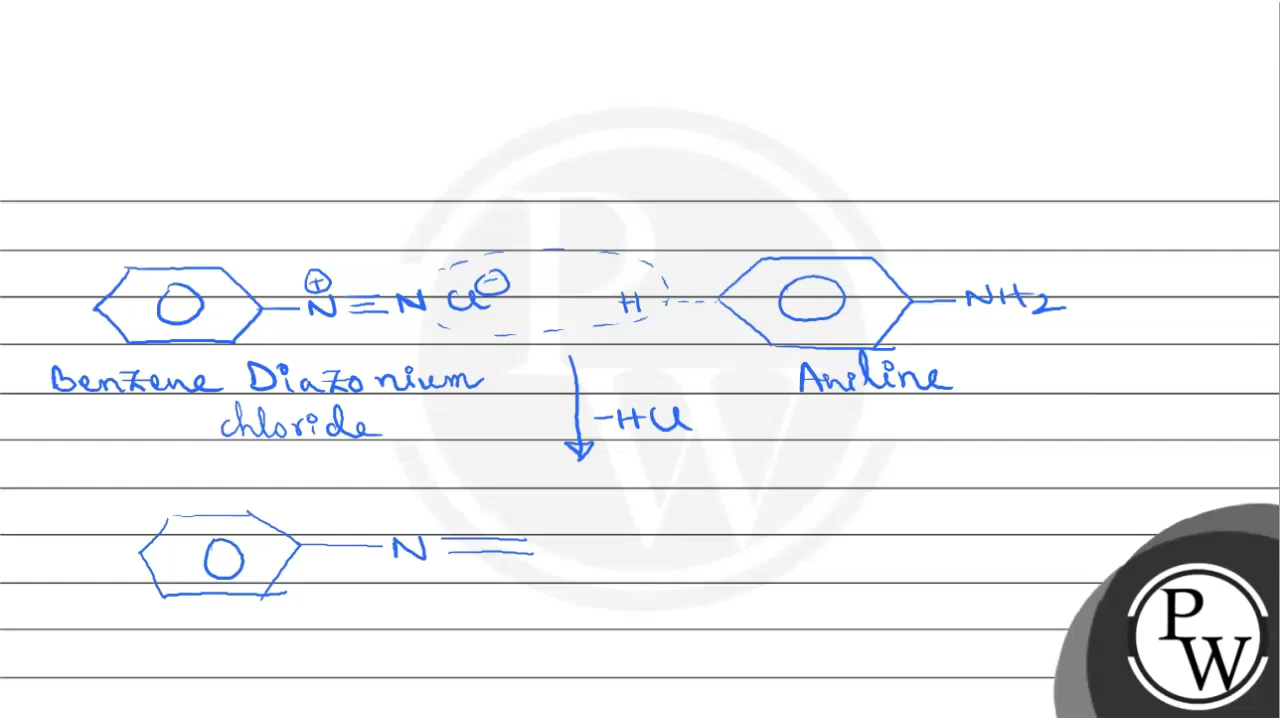 ⊕ ⊖
N≡N Cl H NH2
Benzene Diazonium Aniline
chloride
-HCl
N=
P
W
P
W